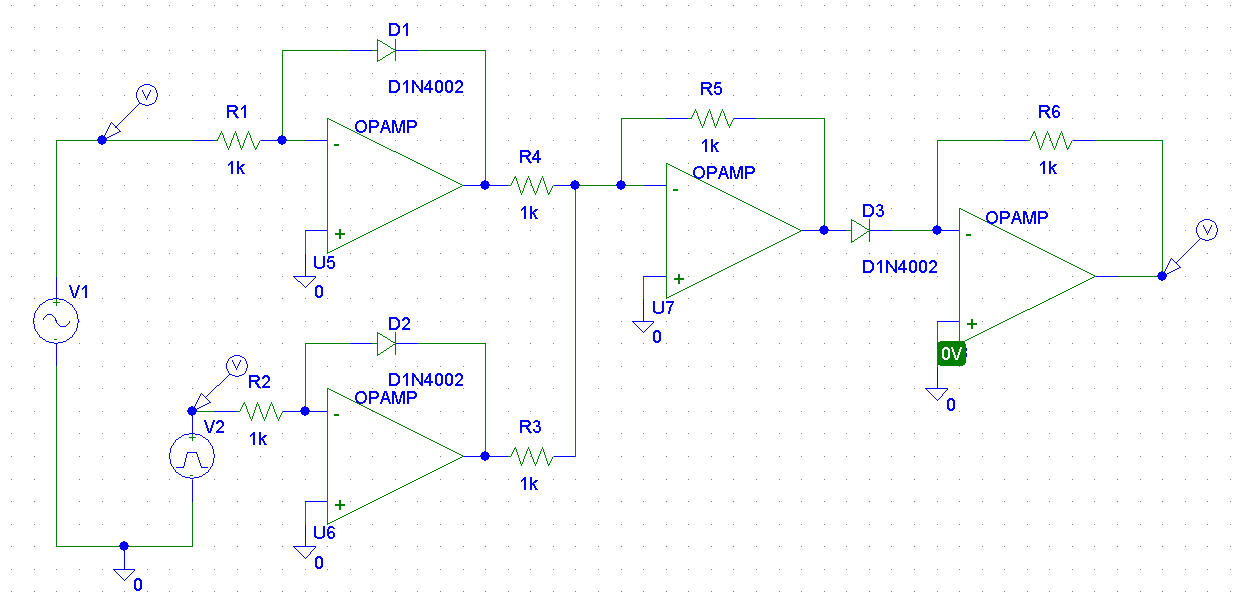 D1
D1N4002
V
R1
1k
OPAMP
-
+
U5
0
R4
1k
R5
1k
OPAMP
-
+
U7
0
D3
D1N4002
R6
1k
OPAMP
-
+
0V
0
V
V1
+
-
V
R2
1k
V2
+
-
D2
D1N4002
OPAMP
-
+
U6
0
R3
1k
0